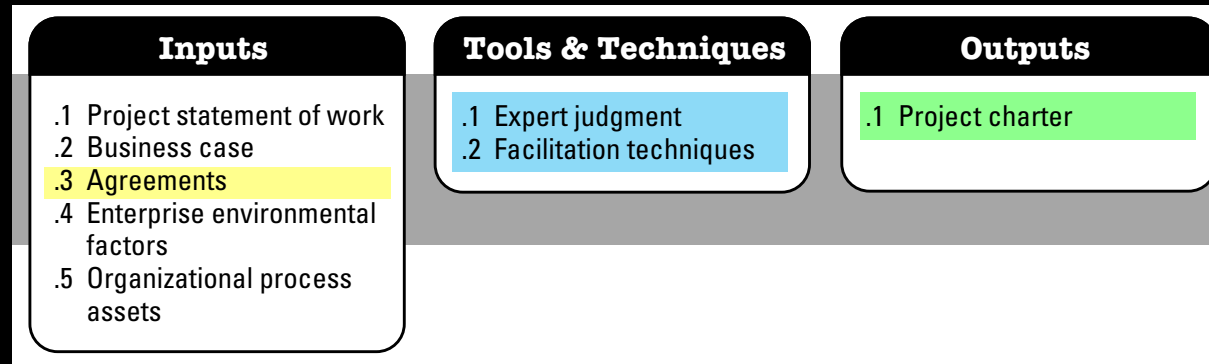 Inputs
.1 Project statement of work
.2 Business case
.3 Agreements
.4 Enterprise environmental
factors
.5 Organizational process
assets
Tools & Techniques
.1 Expert judgment
.2 Facilitation techniques
Outputs
.1 Project charter